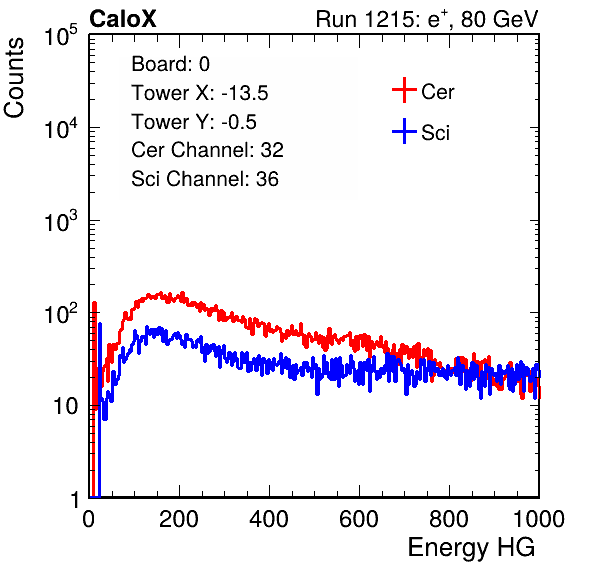 CaloX Run 1215: e⁺, 80 GeV
Counts
Board: 0
Tower X: -13.5
Tower Y: -0.5
Cer Channel: 32
Sci Channel: 36
Cer
Sci
10⁵
10⁴
10³
10²
10
1
0 200 400 600 800 1000
Energy HG